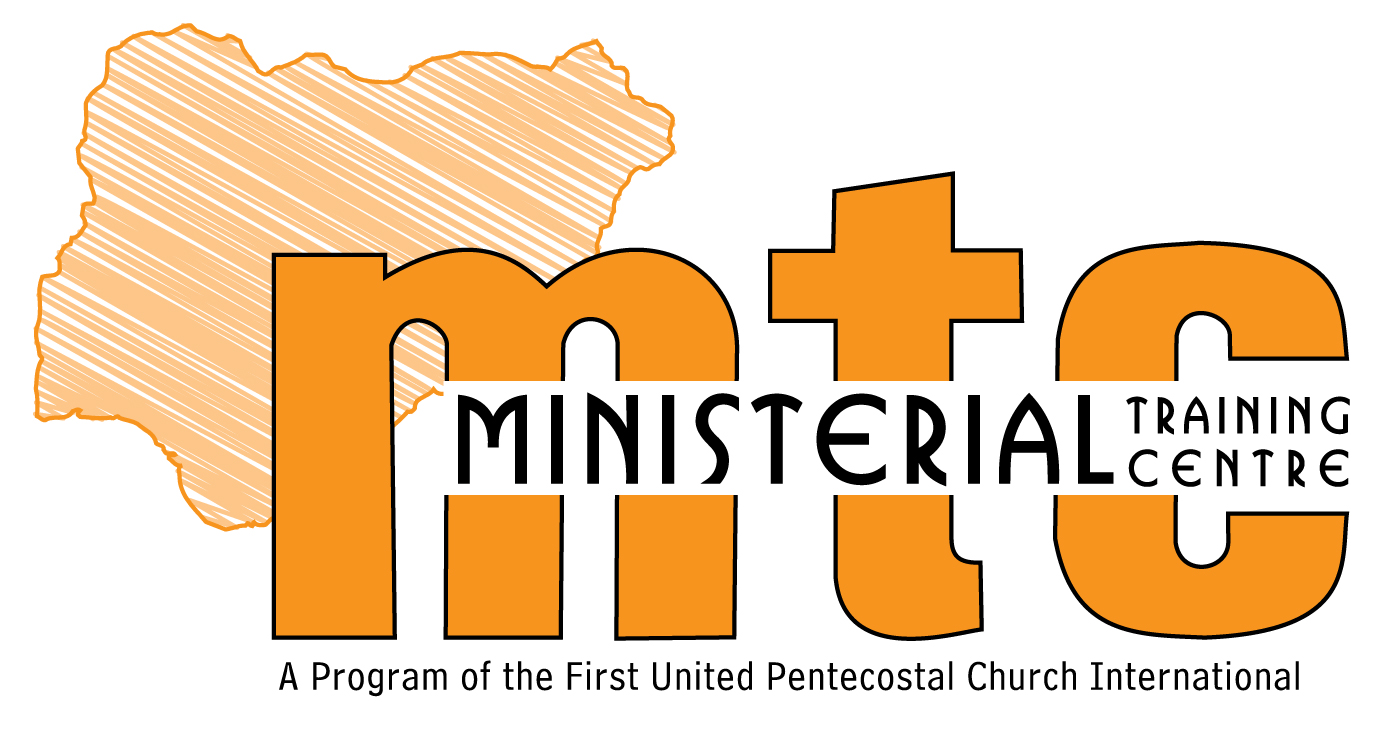 mtc
MINISTERIAL TRAINING CENTRE
A Program of the First United Pentecostal Church International